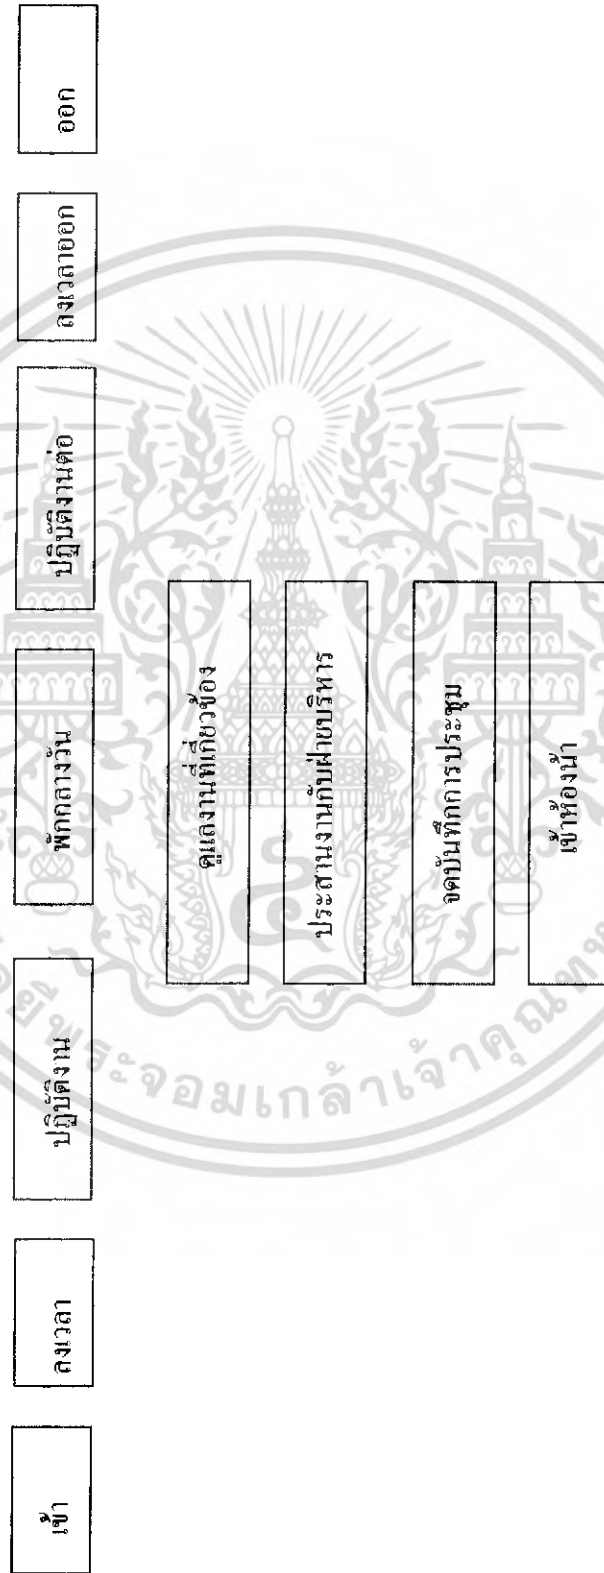 เข้า
ลงเวลา
ปฏิบัติงาน
พักกลางวัน
ปฏิบัติงานต่อ
ลงเวลาออก
ออก
ดูแลงานที่เกี่ยวข้อง
ประสานงานกับฝ่ายบริหาร
จดบันทึกการประชุม
เข้าห้องน้ำ
พระจอมเกล้าเจ้าคุณทห